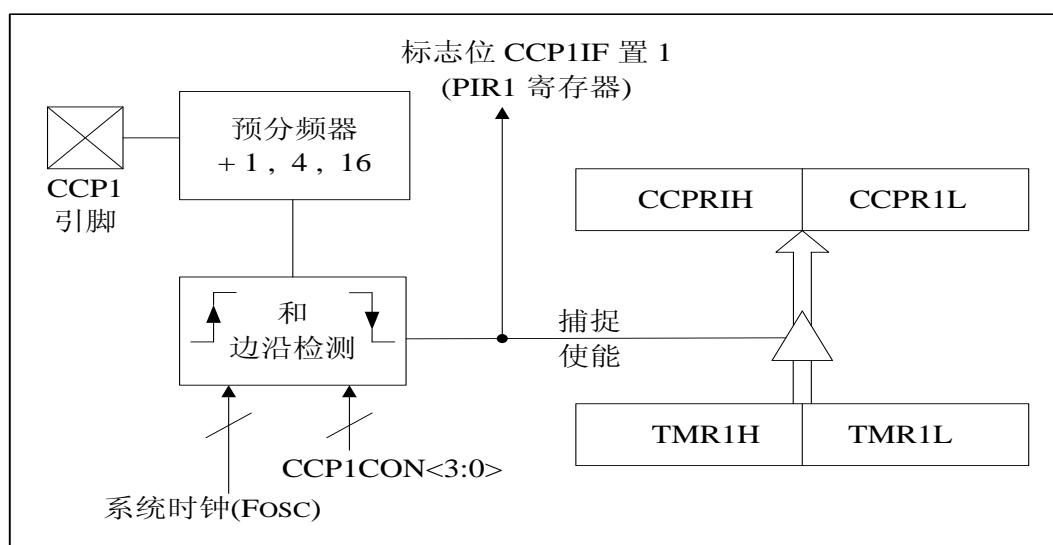 标志位 CCP1IF 置 1
(PIR1 寄存器)
预分频器
+ 1 , 4 , 16
CCP1
引脚
CCPRIH
CCPR1L
和
边沿检测
捕捉
使能
TMR1H
TMR1L
CCP1CON<3:0>
系统时钟(FOSC)